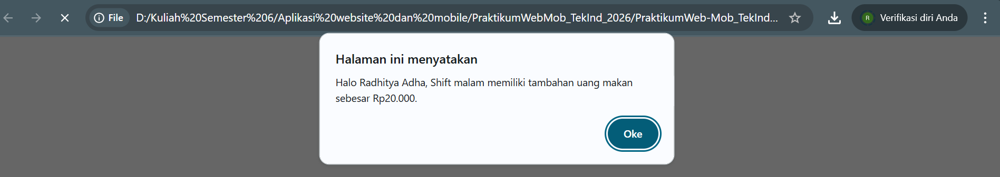 File D:/Kuliah%20Semester%206/Aplikasi%20website%20dan%20mobile/PraktikumWebMob_TekInd_2026/PraktikumWeb-Mob_TekInd... R Verifikasi diri Anda
Halaman ini menyatakan
Halo Radhitya Adha, Shift malam memiliki tambahan uang makan
sebesar Rp20.000.
Oke